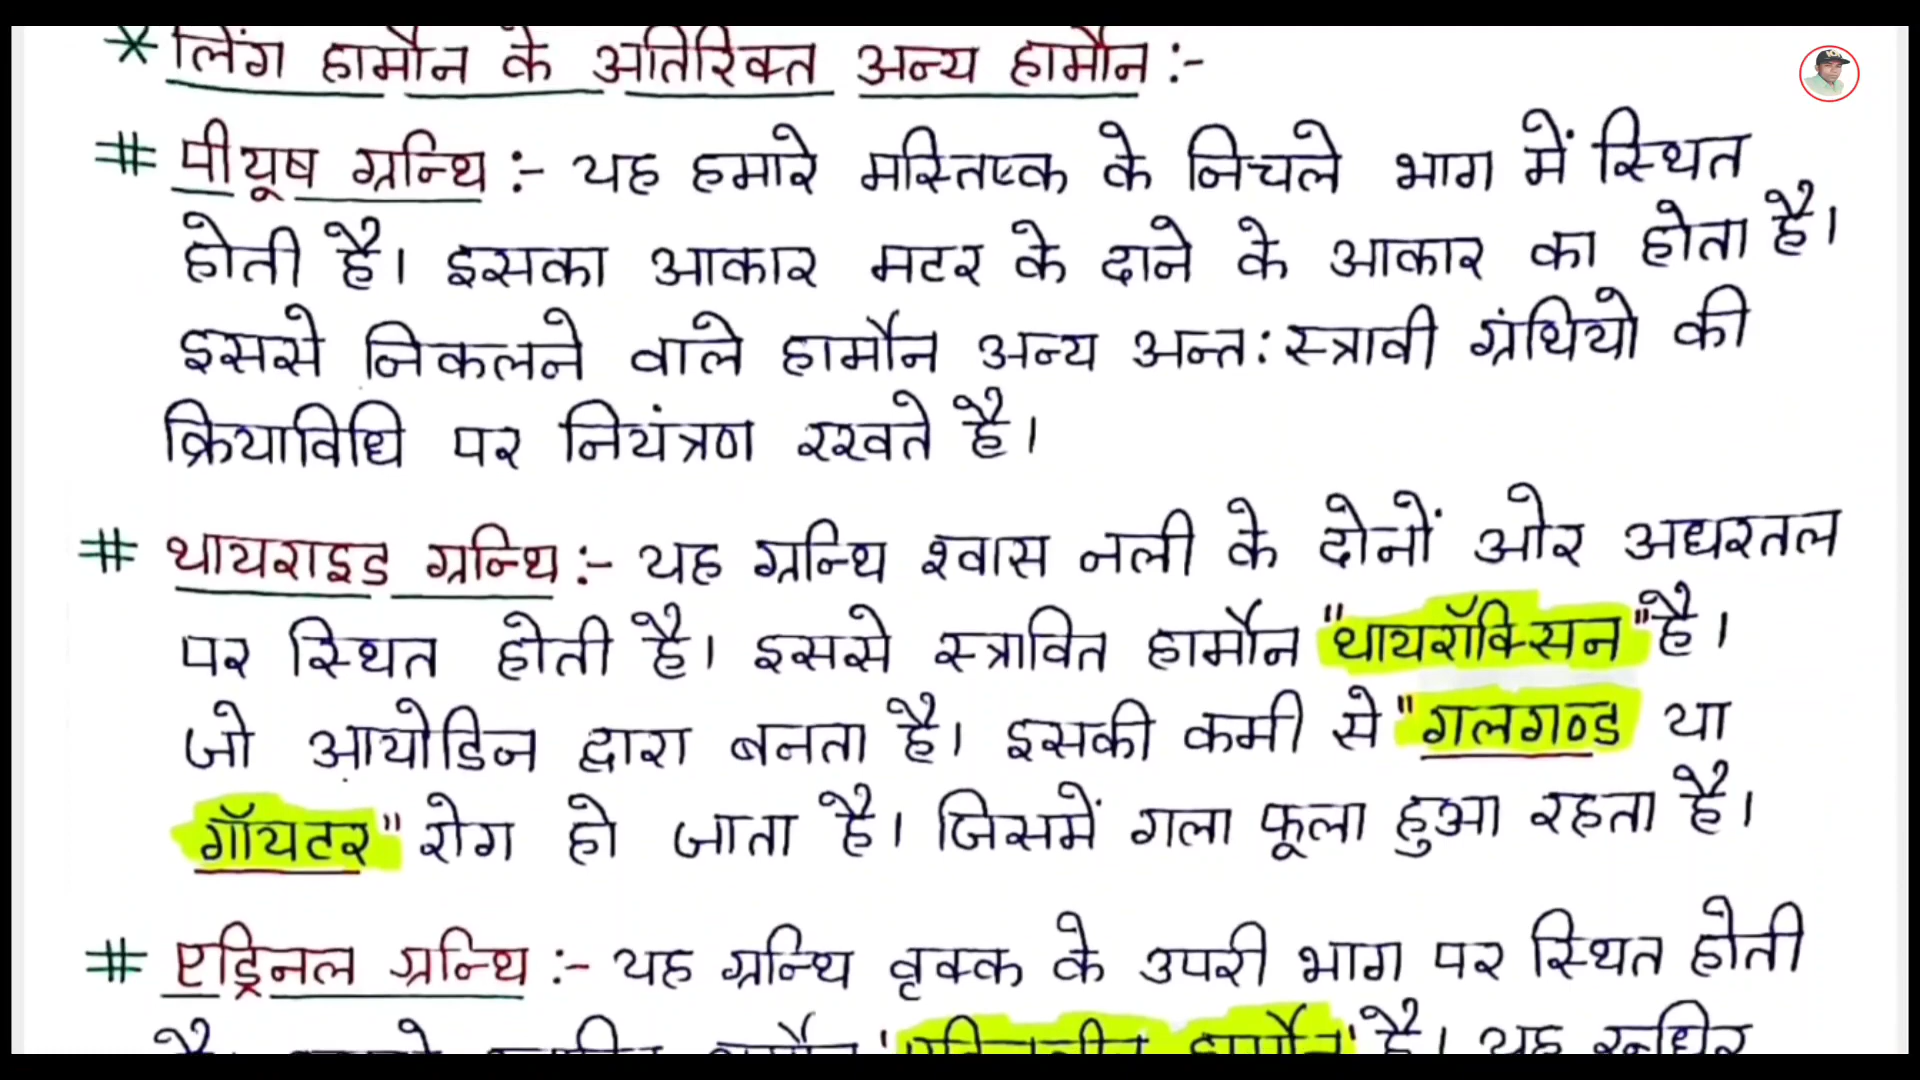 * लिंग हार्मोन के अतिरिक्त अन्य हार्मोन :-
# पीयूष ग्रन्थि :- यह हमारे मस्तिष्क के निचले भाग में स्थित
होती है। इसका आकार मटर के दाने के आकार का होता है।
इससे निकलने वाले हार्मोन अन्य अन्त: स्त्रावी ग्रंथियो की
क्रियाविधि पर नियंत्रण रखते है।
# थायराइड ग्रन्थि :- यह ग्रन्थि श्वास नली के दोनों ओर अधरतल
पर स्थित होती है। इससे स्त्रावित हार्मोन "थायरॉक्सिन" है।
जो आयोडिन द्वारा बनता है। इसकी कमी से "गलगण्ड या
गॉयटर" रोग हो जाता है। जिसमें गला फूला हुआ रहता है।
# एड्रिनल ग्रन्थि :- यह ग्रन्थि वृक्क के उपरी भाग पर स्थित होती
है। हार्मोन" है। यह रूधिर